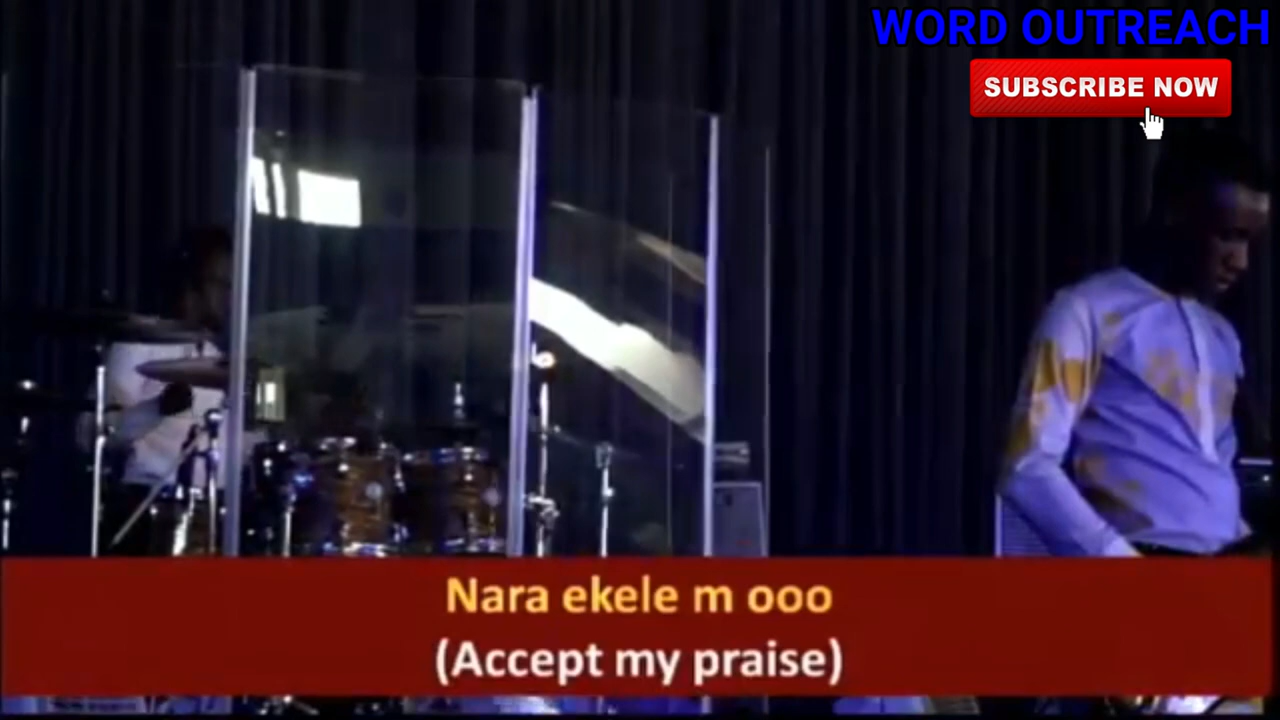 WORD OUTREACH
SUBSCRIBE NOW
Nara ekele m ooo
(Accept my praise)